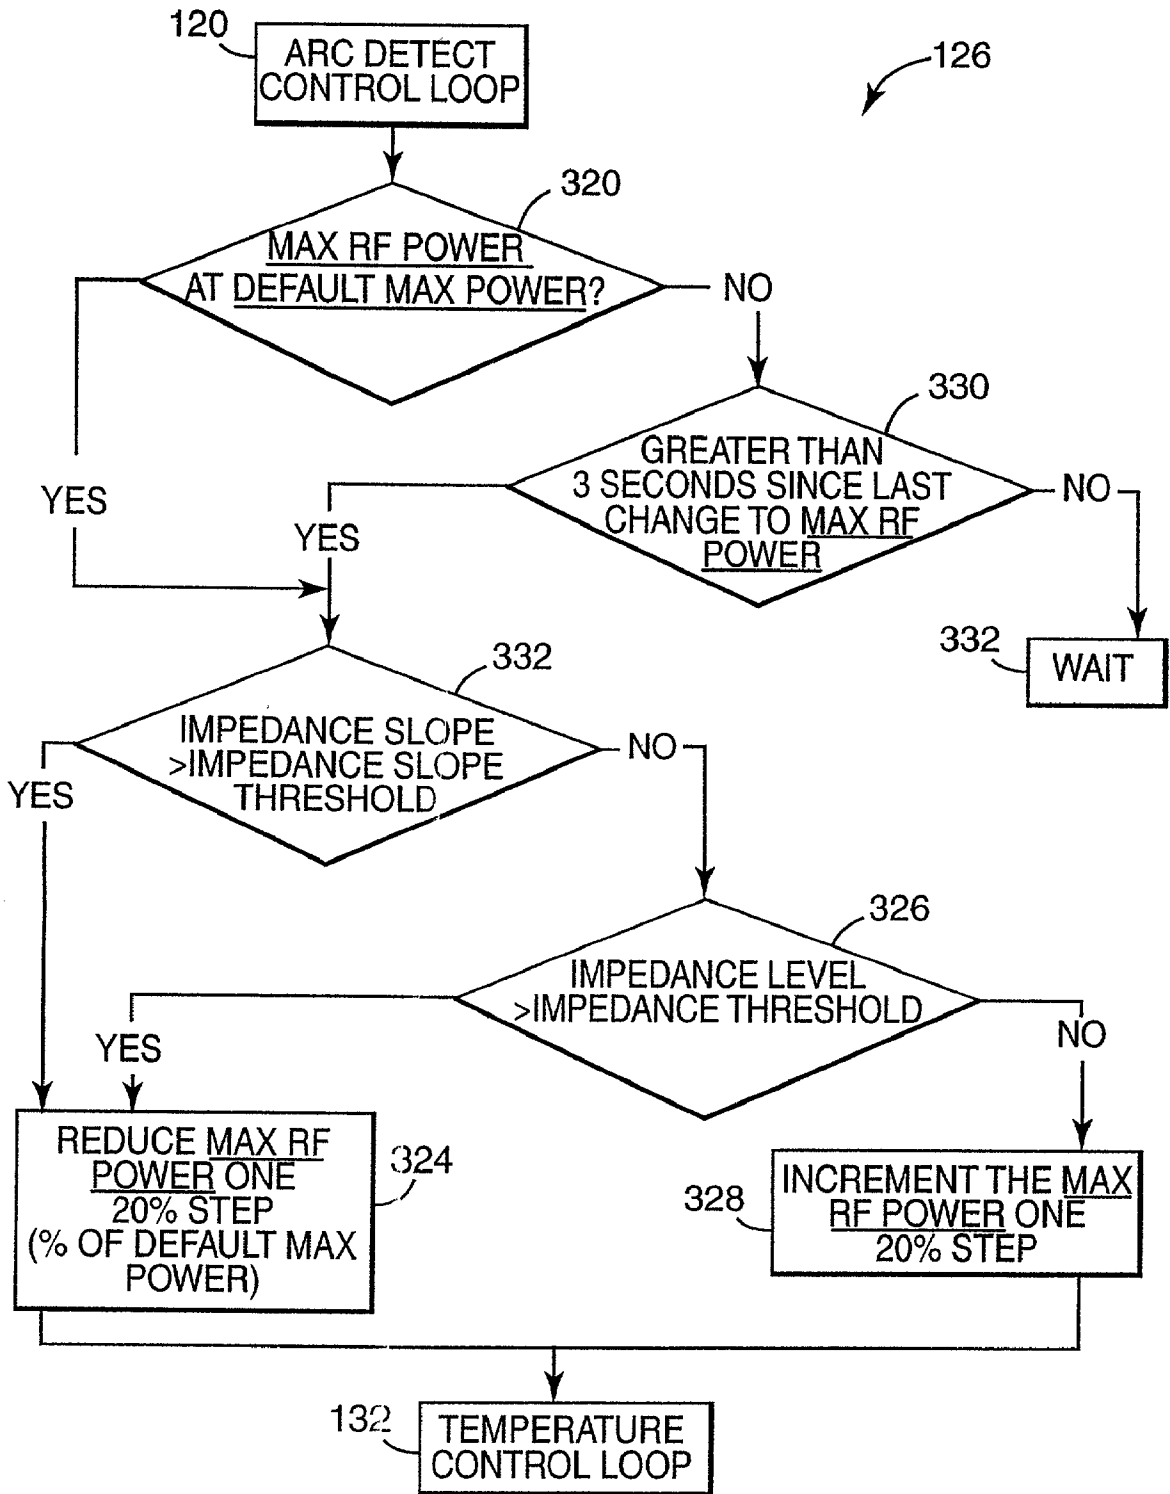 120
ARC DETECT
CONTROL LOOP
126
320
MAX RF POWER
AT DEFAULT MAX POWER?
NO
330
GREATER THAN
3 SECONDS SINCE LAST
CHANGE TO MAX RF
POWER
NO
YES
YES
332
WAIT
332
IMPEDANCE SLOPE
>IMPEDANCE SLOPE
THRESHOLD
NO
YES
326
IMPEDANCE LEVEL
>IMPEDANCE THRESHOLD
YES
NO
REDUCE MAX RF
POWER ONE
20% STEP
(% OF DEFAULT MAX
POWER)
324
328
INCREMENT THE MAX
RF POWER ONE
20% STEP
132
TEMPERATURE
CONTROL LOOP